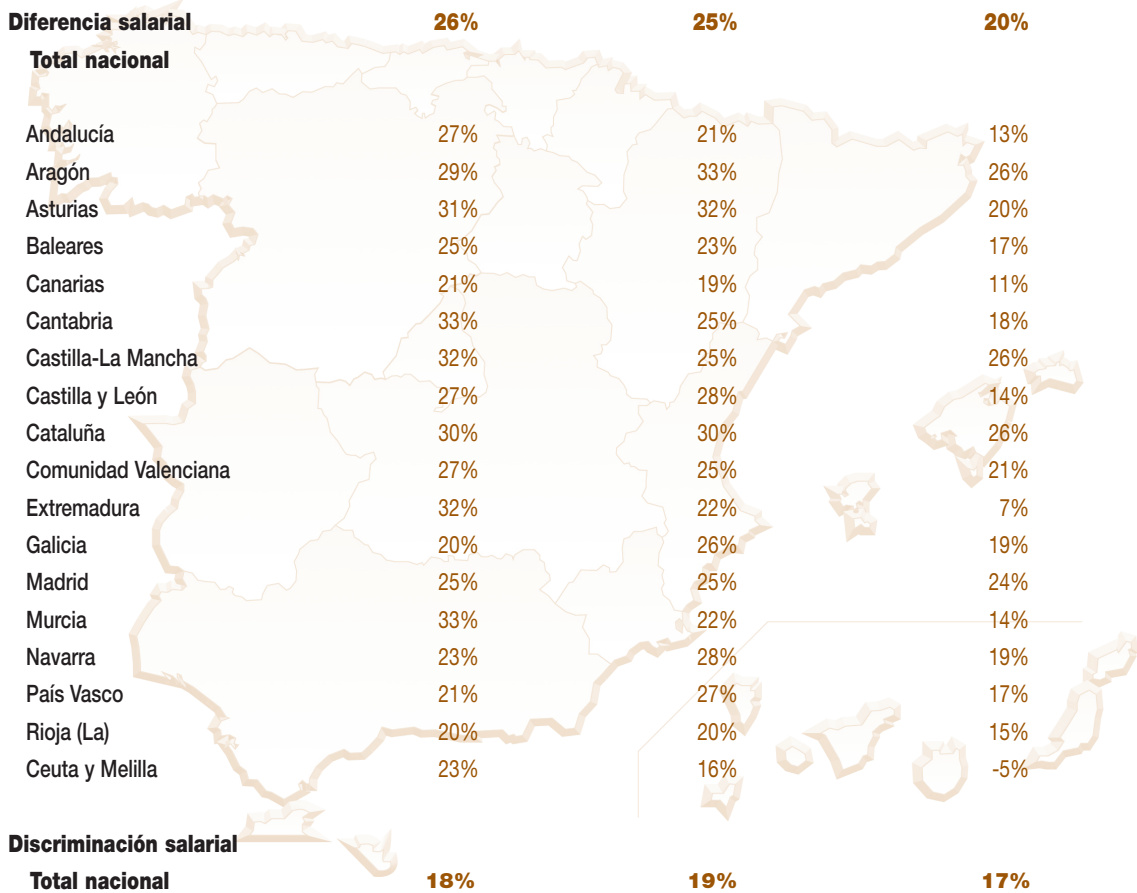 Diferencia salarial 26% 25% 20%
Total nacional
Andalucía 27% 21% 13%
Aragón 29% 33% 26%
Asturias 31% 32% 20%
Baleares 25% 23% 17%
Canarias 21% 19% 11%
Cantabria 33% 25% 18%
Castilla-La Mancha 32% 25% 26%
Castilla y León 27% 28% 14%
Cataluña 30% 30% 26%
Comunidad Valenciana 27% 25% 21%
Extremadura 32% 22% 7%
Galicia 20% 26% 19%
Madrid 25% 25% 24%
Murcia 33% 22% 14%
Navarra 23% 28% 19%
País Vasco 21% 27% 17%
Rioja (La) 20% 20% 15%
Ceuta y Melilla 23% 16% -5%
Discriminación salarial
Total nacional 18% 19% 17%